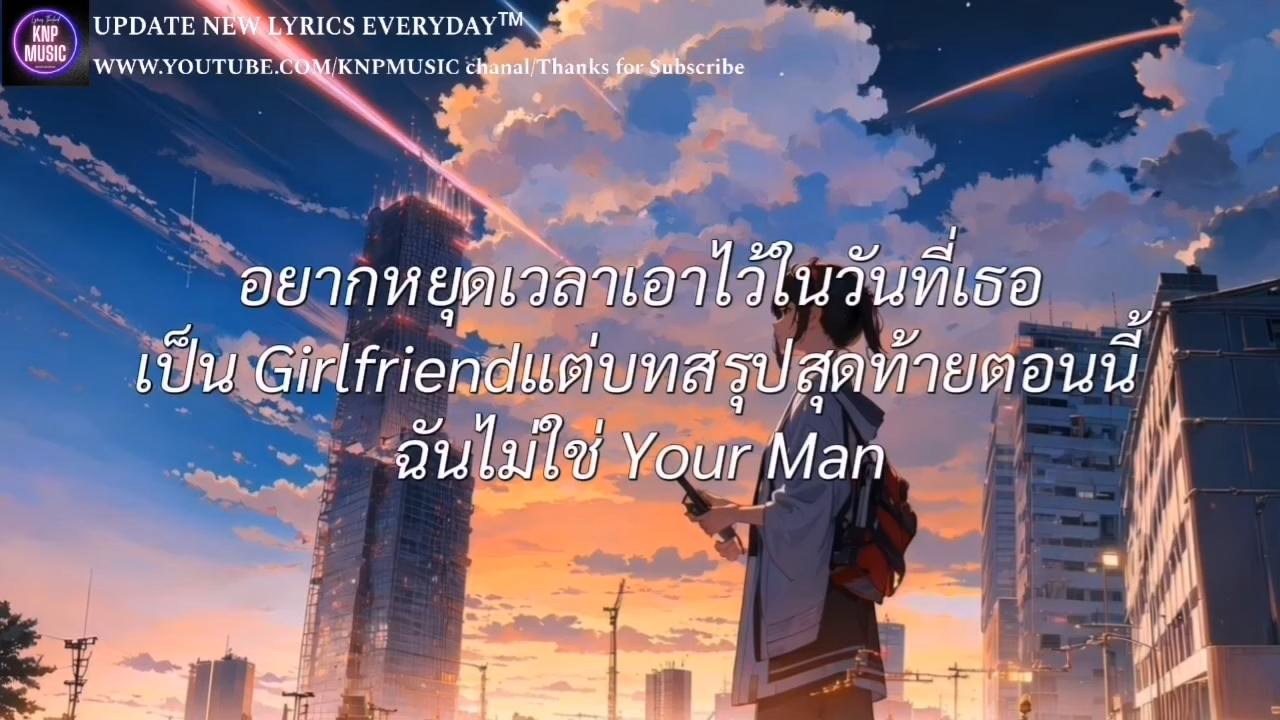 Lyrics Thailand
KNP
MUSIC
UPDATE NEW LYRICS EVERYDAY™
WWW.YOUTUBE.COM/KNPMUSIC chanal/Thanks for Subscribe
อยากหยุดเวลาเอาไว้ในวันที่เธอ
เป็น Girlfriendแต่บทสรุปสุดท้ายตอนนี้
ฉันไม่ใช่ Your Man